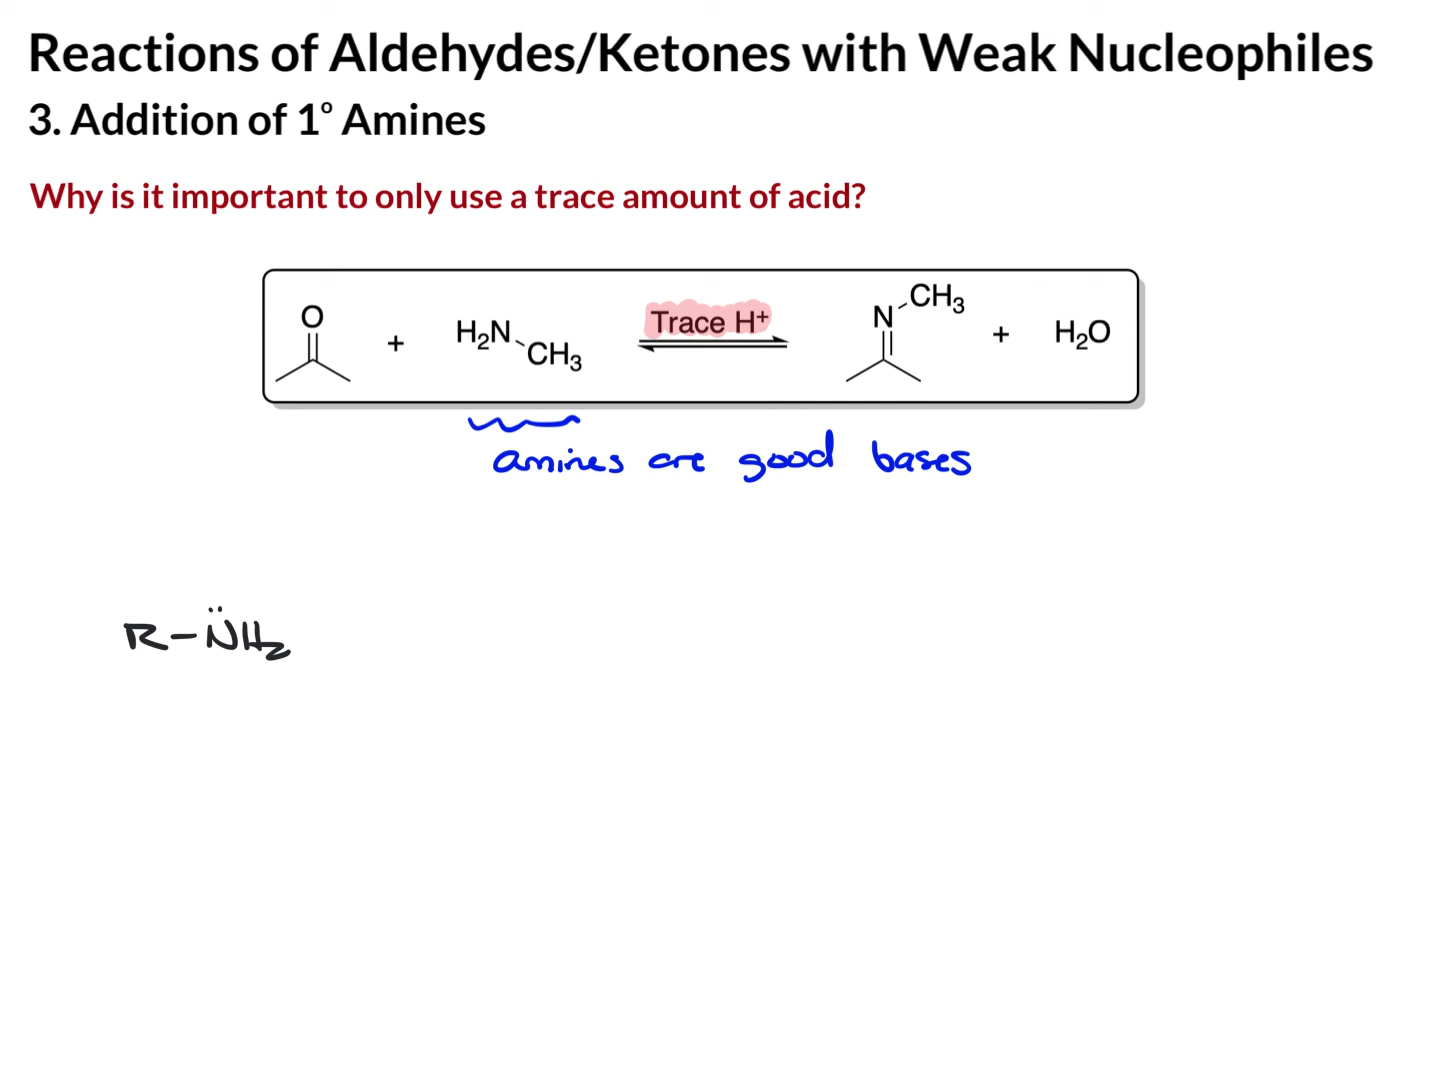 Reactions of Aldehydes/Ketones with Weak Nucleophiles
3. Addition of 1° Amines
Why is it important to only use a trace amount of acid?
O + H₂N CH₃ Trace H⁺ N CH₃ + H₂O
amines are good bases
R–N̈H₂